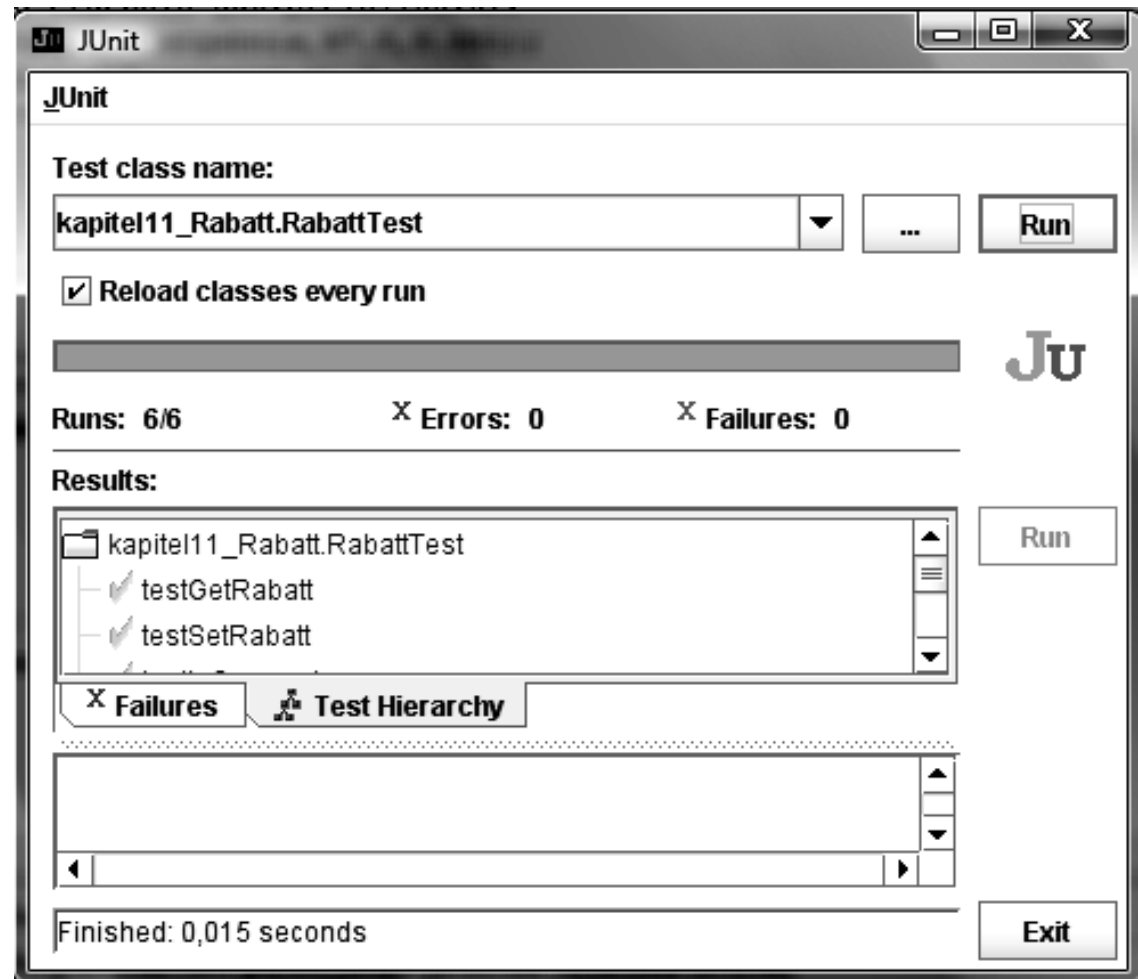 JU JUnit
JUnit
Test class name:
kapitel11_Rabatt.RabattTest
...
Run
Reload classes every run
JU
Runs: 6/6 X Errors: 0 X Failures: 0
Results:
kapitel11_Rabatt.RabattTest
Run
testGetRabatt
testSetRabatt
X Failures
Test Hierarchy
Finished: 0,015 seconds
Exit